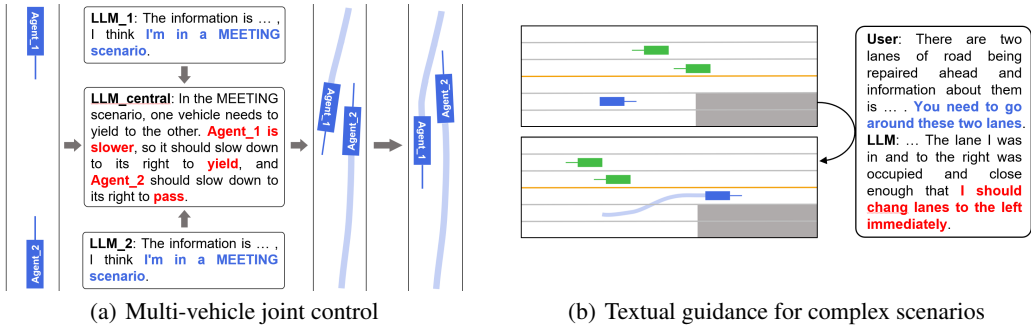 Agent_1
LLM_1: The information is … ,
I think I'm in a MEETING
scenario.
LLM_central: In the MEETING
scenario, one vehicle needs to
yield to the other. Agent_1 is
slower, so it should slow down
to its right to yield, and
Agent_2 should slow down to
its right to pass.
Agent_2
LLM_2: The information is … ,
I think I'm in a MEETING
scenario.
Agent_1
Agent_2
Agent_2
Agent_1
(a) Multi-vehicle joint control
User: There are two
lanes of road being
repaired ahead and
information about them
is … . You need to go
around these two lanes.
LLM: … The lane I was
in and to the right was
occupied and close
enough that I should
chang lanes to the left
immediately.
(b) Textual guidance for complex scenarios